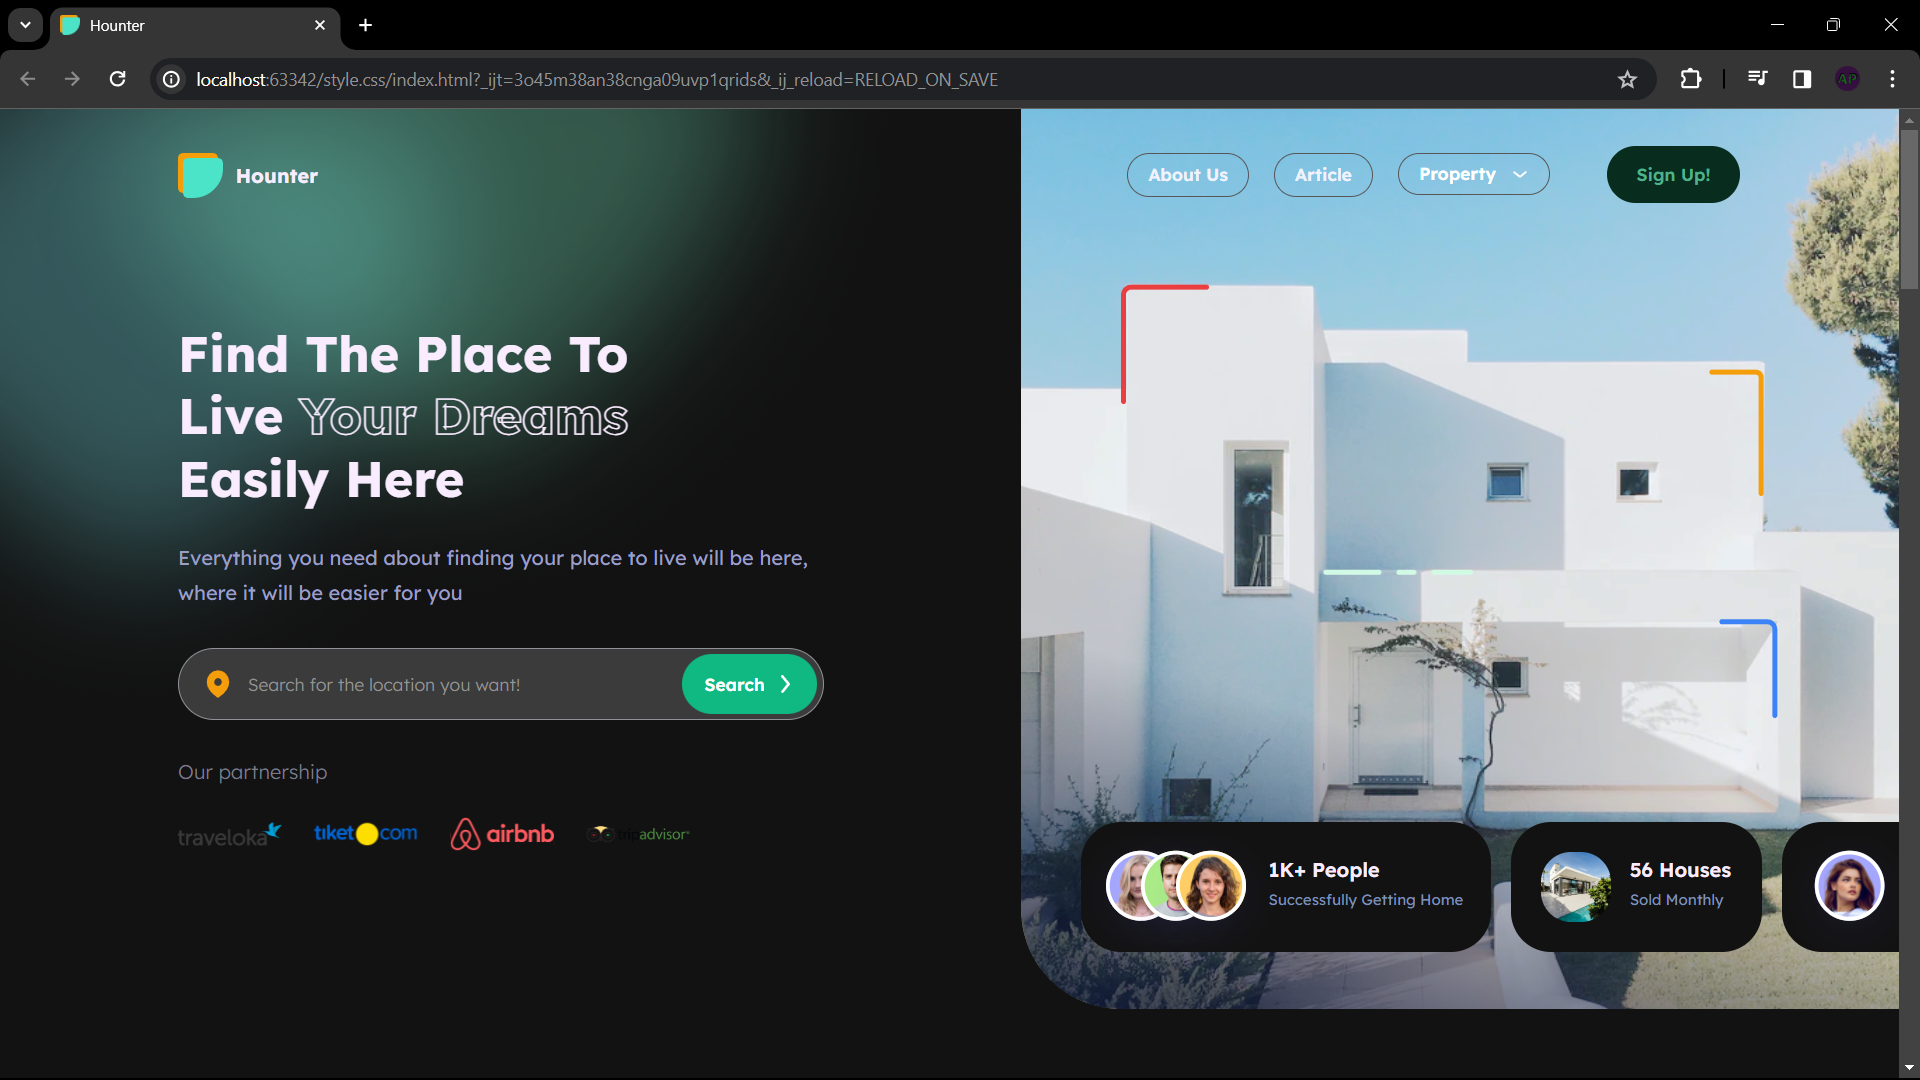 Hounter
localhost:63342/style.css/index.html?_ijt=3o45m38an38cnga09uvp1qrids&_ij_reload=RELOAD_ON_SAVE
AP
Hounter
About Us
Article
Property
Sign Up!
Find The Place To
Live Your Dreams
Easily Here
Everything you need about finding your place to live will be here,
where it will be easier for you
Search for the location you want!
Search
Our partnership
traveloka
tiket com
airbnb
tripadvisor
1K+ People
Successfully Getting Home
56 Houses
Sold Monthly